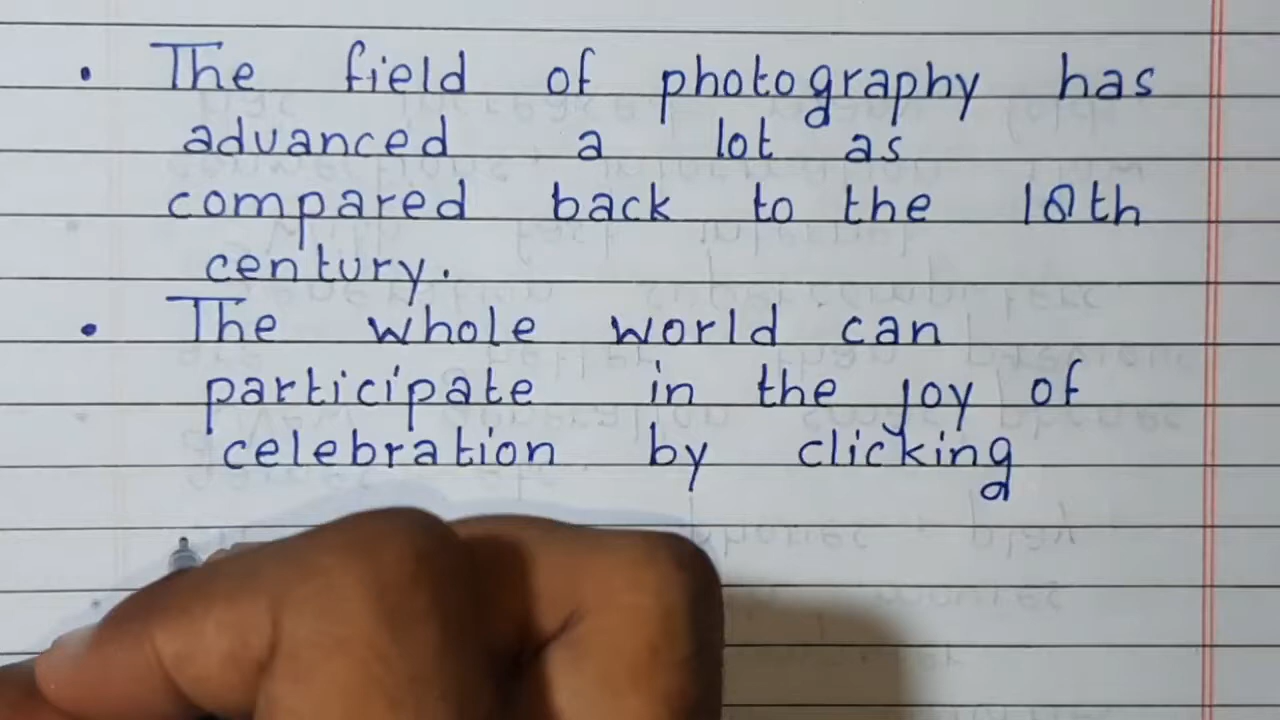 • The field of photography has
advanced a lot as
compared back to the 18th
century.
• The whole world can
participate in the joy of
celebration by clicking